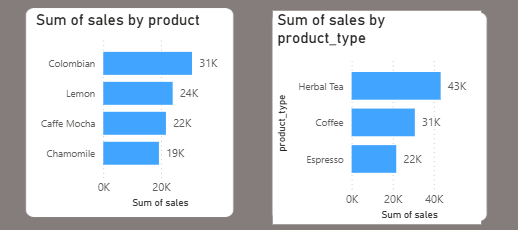 Sum of sales by product
Colombian 31K
Lemon 24K
Caffe Mocha 22K
Chamomile 19K
0K 20K
Sum of sales
Sum of sales by
product_type
product_type
Herbal Tea 43K
Coffee 31K
Espresso 22K
0K 20K 40K
Sum of sales